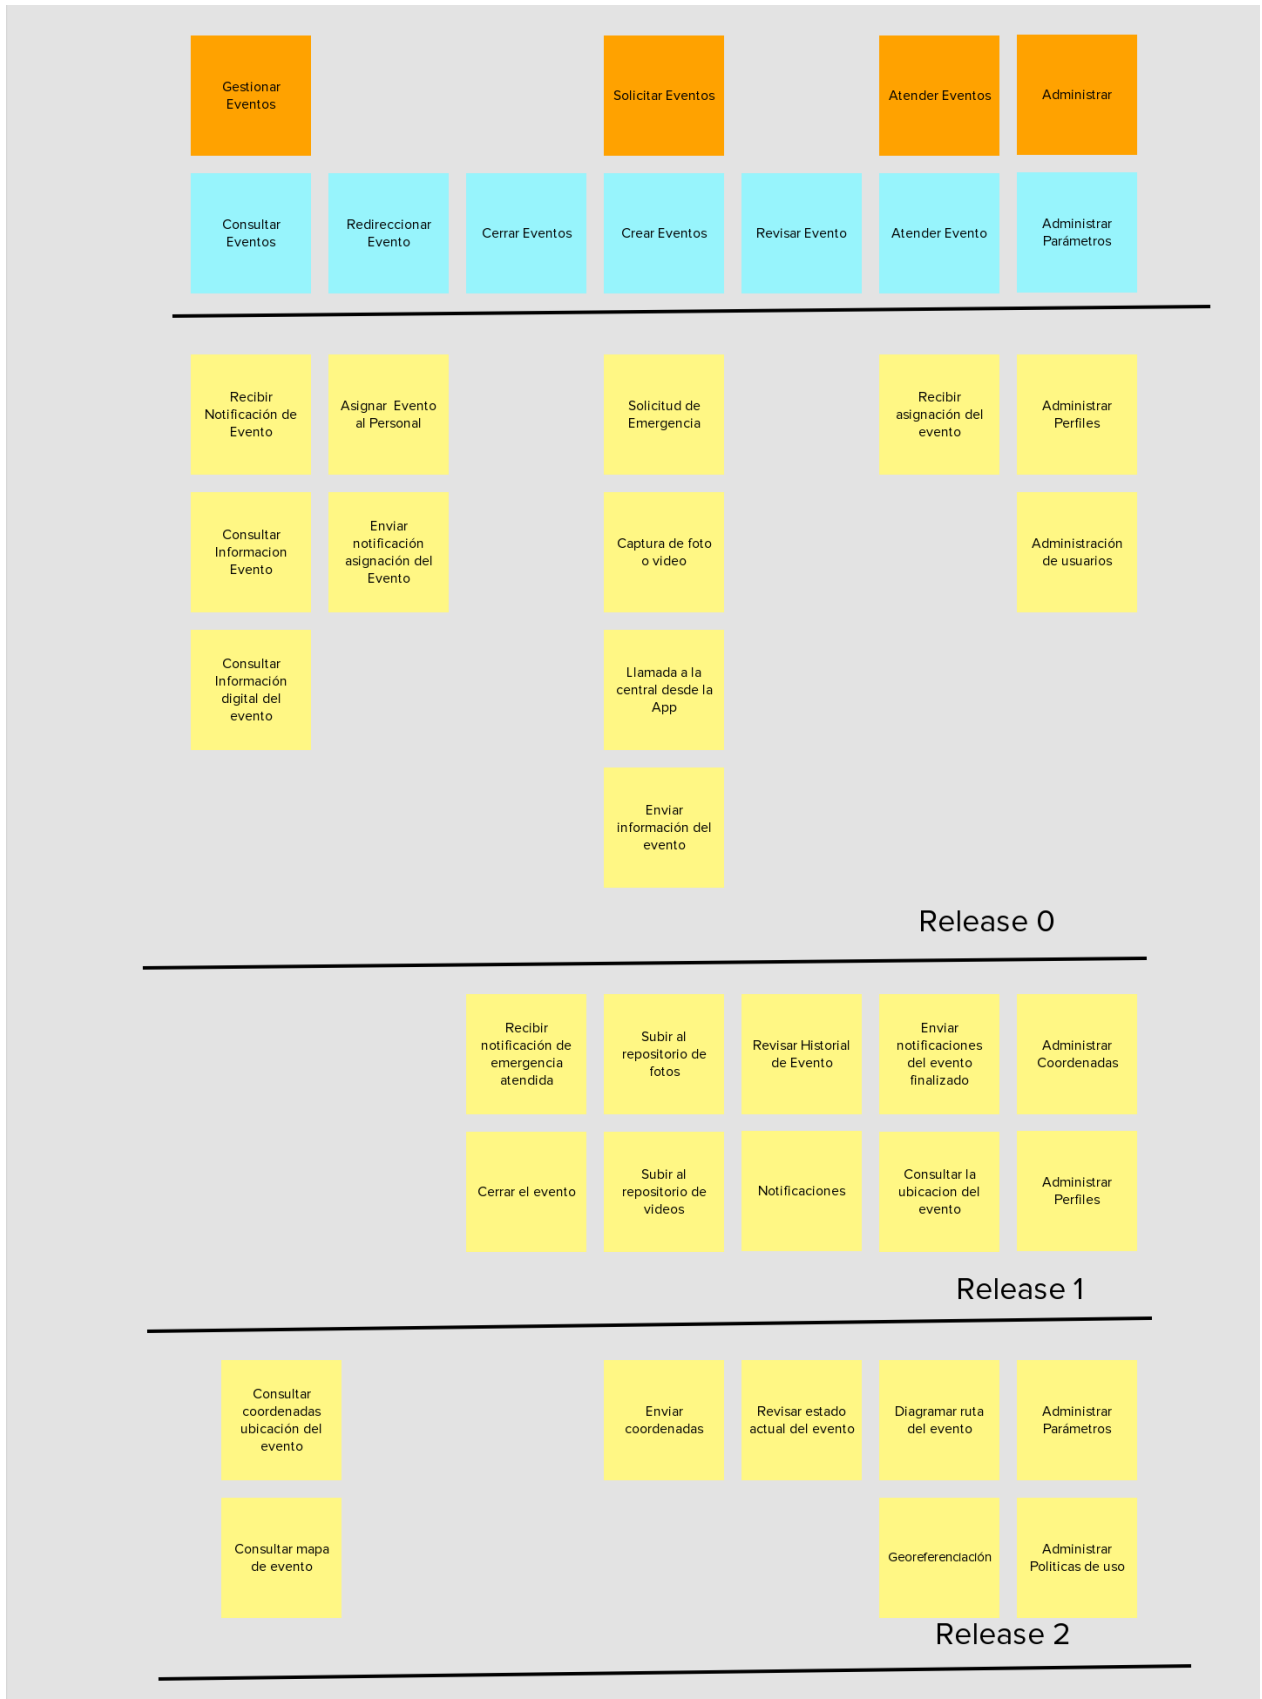 Gestionar
Eventos
Solicitar Eventos
Atender Eventos
Administrar
Consultar
Eventos
Redireccionar
Evento
Cerrar Eventos
Crear Eventos
Revisar Evento
Atender Evento
Administrar
Parámetros
Recibir
Notificación de
Evento
Asignar Evento
al Personal
Solicitud de
Emergencia
Recibir
asignación del
evento
Administrar
Perfiles
Consultar
Informacion
Evento
Enviar
notificación
asignación del
Evento
Captura de foto
o video
Administración
de usuarios
Consultar
Información
digital del
evento
Llamada a la
central desde la
App
Enviar
información del
evento
Release 0
Recibir
notificación de
emergencia
atendida
Subir al
repositorio de
fotos
Revisar Historial
de Evento
Enviar
notificaciones
del evento
finalizado
Administrar
Coordenadas
Cerrar el evento
Subir al
repositorio de
videos
Notificaciones
Consultar la
ubicacion del
evento
Administrar
Perfiles
Release 1
Consultar
coordenadas
ubicación del
evento
Enviar
coordenadas
Revisar estado
actual del evento
Diagramar ruta
del evento
Administrar
Parámetros
Consultar mapa
de evento
Georeferenciación
Administrar
Politicas de uso
Release 2